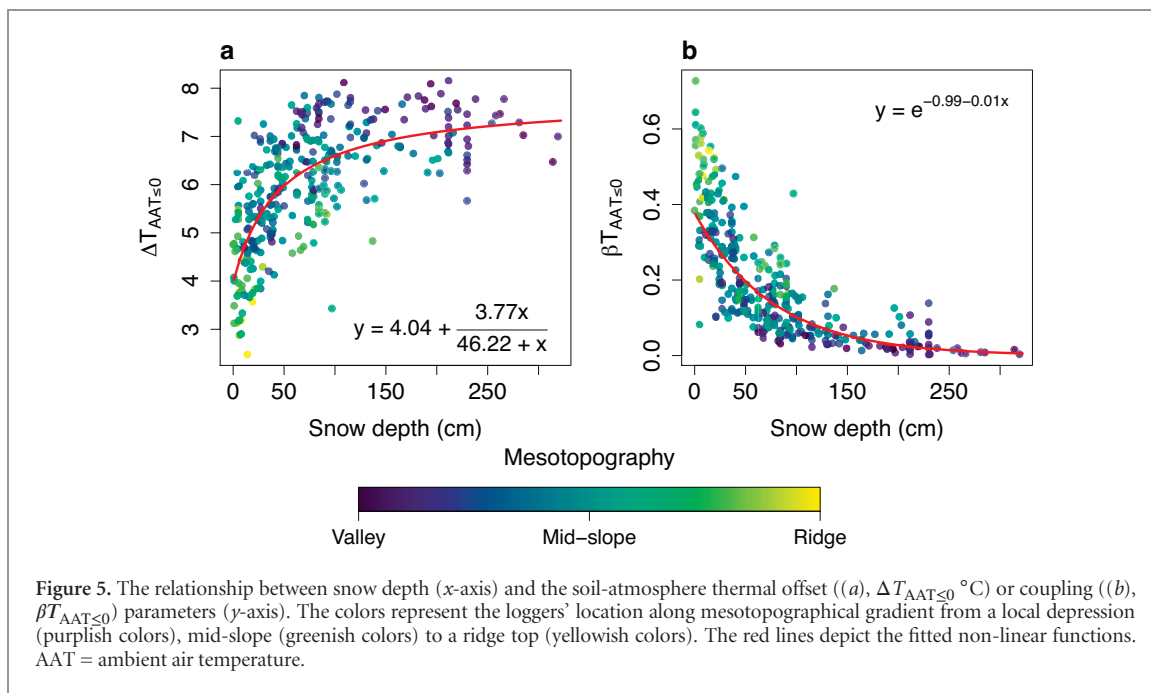 a
b
ΔT_AAT≤0
8
7
6
5
4
3
y = 4.04 + 3.77x / 46.22 + x
0 50 150 250
Snow depth (cm)
βT_AAT≤0
0.6
0.4
0.2
0.0
y = e^−0.99−0.01x
0 50 150 250
Snow depth (cm)
Mesotopography
Valley Mid−slope Ridge
Figure 5. The relationship between snow depth (x-axis) and the soil-atmosphere thermal offset ((a), ΔT_AAT≤0 °C) or coupling ((b),
βT_AAT≤0) parameters (y-axis). The colors represent the loggers' location along mesotopographical gradient from a local depression
(purplish colors), mid-slope (greenish colors) to a ridge top (yellowish colors). The red lines depict the fitted non-linear functions.
AAT = ambient air temperature.